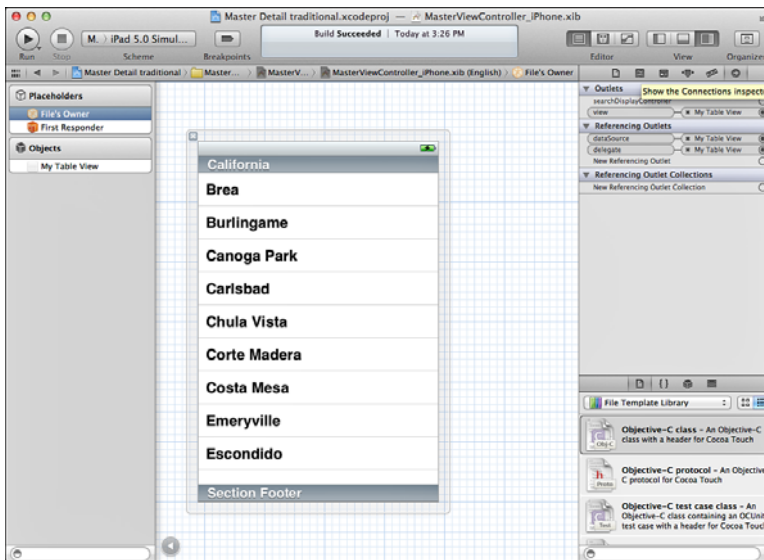 Master Detail traditional.xcodeproj — MasterViewController_iPhone.xib
M. iPad 5.0 Simul...
Build Succeeded | Today at 3:26 PM
Run Stop Scheme Breakpoints Editor View Organizer
Master Detail traditional Master... MasterV... MasterViewController_iPhone.xib (English) File's Owner
Placeholders
File's Owner
First Responder
Objects
My Table View
California
Brea
Burlingame
Canoga Park
Carlsbad
Chula Vista
Corte Madera
Costa Mesa
Emeryville
Escondido
Section Footer
Outlets
Show the Connections inspect
searchDisplayController
view My Table View
Referencing Outlets
dataSource My Table View
delegate My Table View
New Referencing Outlet
Referencing Outlet Collections
New Referencing Outlet Collection
{ }
File Template Library
Obj-C
Objective-C class - An Objective-C
class with a header for Cocoa Touch
Proto
Objective-C protocol - An Objective
C protocol for Cocoa Touch
Test
Objective-C test case class - An
Objective-C class containing an OCUnit
test case with a header for Cocoa Touc